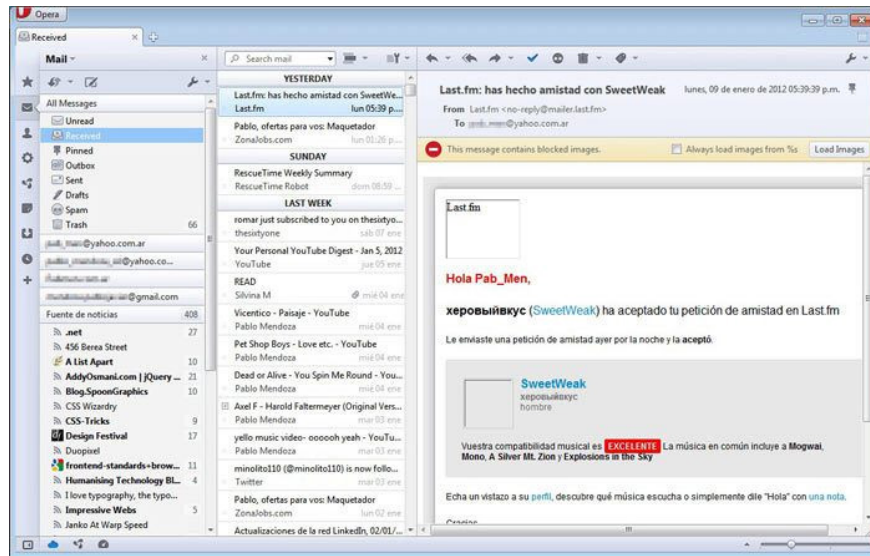 Opera
Received
Mail
Search mail
All Messages
Unread
Received
Pinned
Outbox
Sent
Drafts
Spam
Trash 66
@yahoo.com.ar
@yahoo.co...
@gmail.com
Fuente de noticias 408
.net 27
456 Berea Street
A List Apart 10
AddyOsmani.com | jQuery ... 21
Blog.SpoonGraphics 10
CSS Wizardry
CSS-Tricks 9
Design Festival 17
Duopixel
frontend-standards+brow... 11
Humanising Technology Bl... 4
I love typography, the typo...
Impressive Webs 5
Janko At Warp Speed
YESTERDAY
Last.fm: has hecho amistad con SweetWe...
Last.fm lun 05:39 p....
Pablo, ofertas para vos: Maquetador
ZonaJobs.com lun 01:26 p....
SUNDAY
RescueTime Weekly Summary
RescueTime Robot dom 08:59 ...
LAST WEEK
romar just subscribed to you on thesixtyo...
thesixtyone sáb 07 ene
Your Personal YouTube Digest - Jan 5, 2012
YouTube jue 05 ene
READ
Silvina M mié 04 ene
Vicentico - Paisaje - YouTube
Pablo Mendoza mié 04 ene
Pet Shop Boys - Love etc. - YouTube
Pablo Mendoza mié 04 ene
Dead or Alive - You Spin Me Round - You...
Pablo Mendoza mié 04 ene
Axel F - Harold Faltermeyer (Original Vers...
Pablo Mendoza mar 03 ene
yello music video- oooooh yeah - YouTu...
Pablo Mendoza mar 03 ene
minolito110 (@minolito110) is now follo...
Twitter mar 03 ene
Pablo, ofertas para vos: Maquetador
ZonaJobs.com lun 02 ene
Actualizaciones de la red LinkedIn, 02/01/...
Last.fm: has hecho amistad con SweetWeak lunes, 09 de enero de 2012 05:39:39 p.m.
From Last.fm <no-reply@mailer.last.fm>
To @yahoo.com.ar
This message contains blocked images. Always load images from %s Load Images
Last.fm
Hola Pab_Men,
херовыйвкус (SweetWeak) ha aceptado tu petición de amistad en Last.fm
Le enviaste una petición de amistad ayer por la noche y la aceptó.
SweetWeak
херовыйвкус
hombre
Vuestra compatibilidad musical es EXCELENTE La música en común incluye a Mogwai,
Mono, A Silver Mt. Zion y Explosions in the Sky
Echa un vistazo a su perfil, descubre qué música escucha o simplemente dile "Hola" con una nota.
Gracias